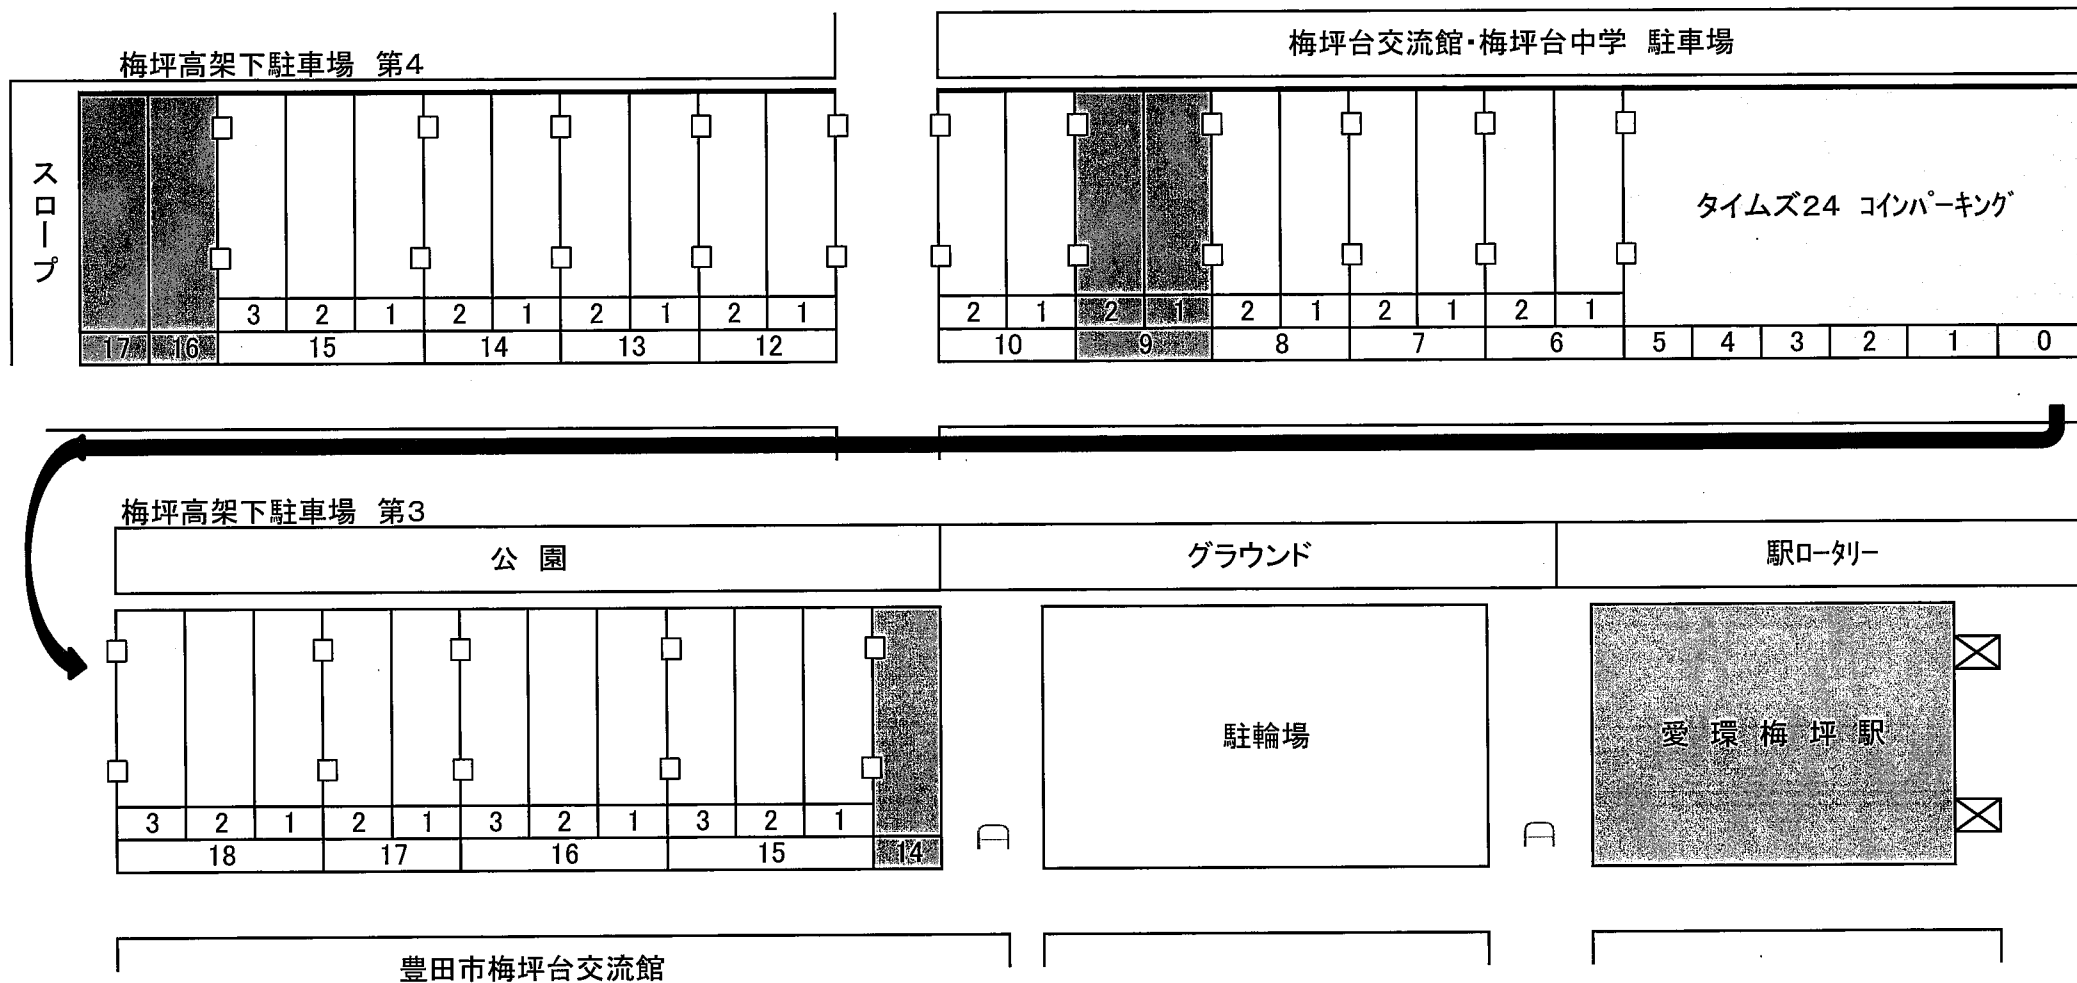 梅坪高架下駐車場 第4
梅坪台交流館・梅坪台中学 駐車場
スロープ
タイムズ24 コインパーキング
3 2 1 2 1 2 1 2 1
17 16 15 14 13 12
2 1 2 1 2 1 2 1 2 1
10 9 8 7 6 5 4 3 2 1 0
梅坪高架下駐車場 第3
公 園
グラウンド
駅ロータリー
駐輪場
愛 環 梅 坪 駅
3 2 1 2 1 3 2 1 3 2 1
18 17 16 15 14
豊田市梅坪台交流館